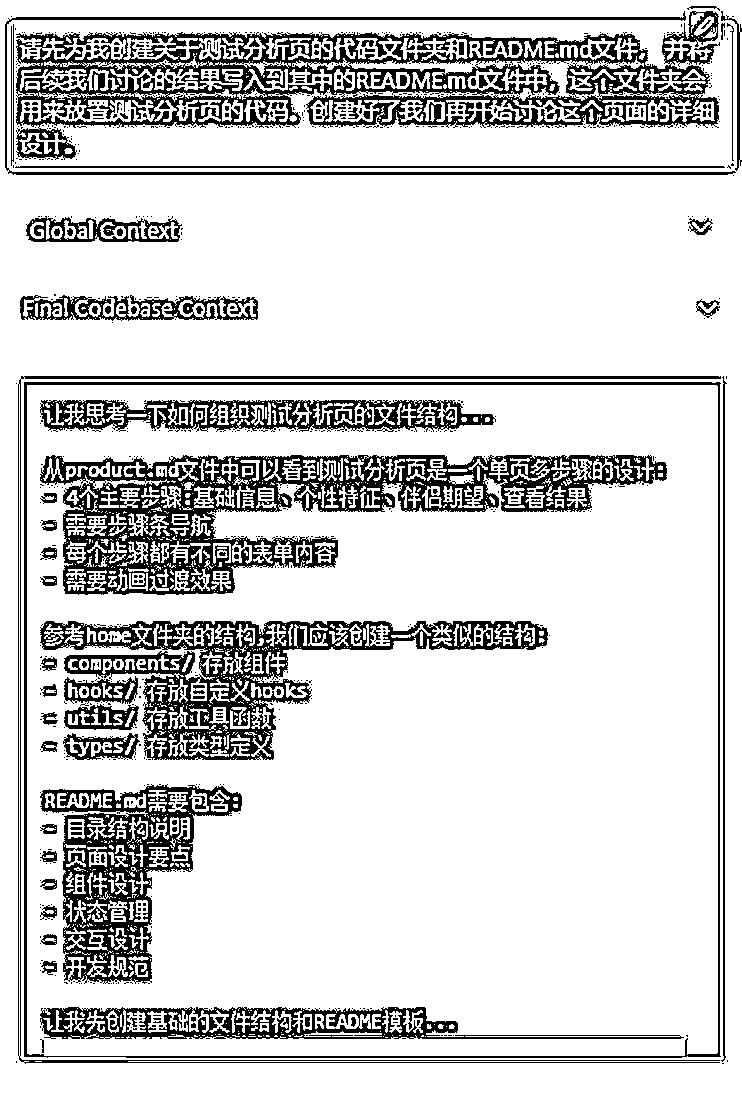 请先为我创建关于测试分析页的代码文件夹和README.md文件， 并将
后续我们讨论的结果写入到其中的README.md文件中，这个文件夹会
用来放置测试分析页的代码。创建好了我们再开始讨论这个页面的详细
设计。
Global Context
Final Codebase Context
让我思考一下如何组织测试分析页的文件结构...
从product.md文件中可以看到测试分析页是一个单页多步骤的设计:
- 4个主要步骤:基础信息、个性特征、伴侣期望、查看结果
- 需要步骤条导航
- 每个步骤都有不同的表单内容
- 需要动画过渡效果
参考home文件夹的结构,我们应该创建一个类似的结构:
- components/ 存放组件
- hooks/ 存放自定义hooks
- utils/ 存放工具函数
- types/ 存放类型定义
README.md需要包含:
- 目录结构说明
- 页面设计要点
- 组件设计
- 状态管理
- 交互设计
- 开发规范
让我先创建基础的文件结构和README模板...